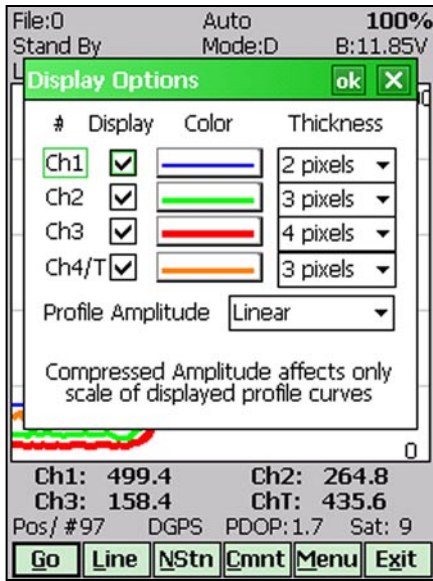 File:0 Auto 100%
Stand By Mode:D B:11.85V
Display Options ok X
# Display Color Thickness
Ch1 2 pixels
Ch2 3 pixels
Ch3 4 pixels
Ch4/T 3 pixels
Profile Amplitude Linear
Compressed Amplitude affects only
scale of displayed profile curves
0
Ch1: 499.4 Ch2: 264.8
Ch3: 158.4 ChT: 435.6
Pos/ #97 DGPS PDOP:1.7 Sat: 9
Go Line NStn Cmnt Menu Exit